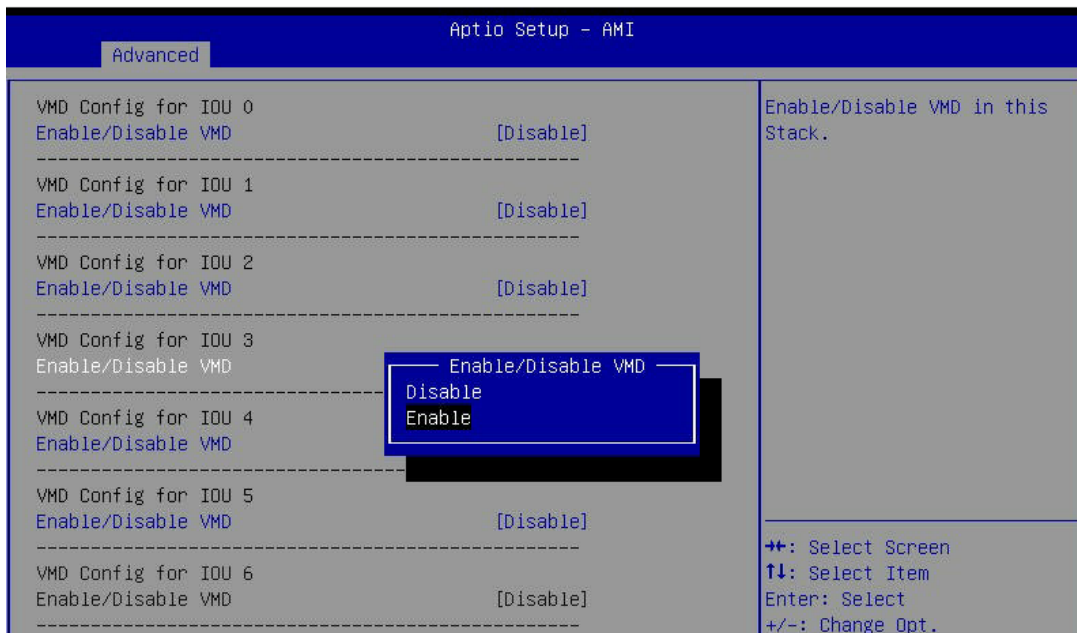 Aptio Setup - AMI
Advanced
VMD Config for IOU 0
Enable/Disable VMD [Disable]
------------------------------------------------
VMD Config for IOU 1
Enable/Disable VMD [Disable]
------------------------------------------------
VMD Config for IOU 2
Enable/Disable VMD [Disable]
------------------------------------------------
VMD Config for IOU 3
Enable/Disable VMD
------------------------------------------------
VMD Config for IOU 4
Enable/Disable VMD
------------------------------------------------
VMD Config for IOU 5
Enable/Disable VMD [Disable]
------------------------------------------------
VMD Config for IOU 6
Enable/Disable VMD [Disable]
------------------------------------------------
Enable/Disable VMD
Disable
Enable
Enable/Disable VMD in this
Stack.
→←: Select Screen
↑↓: Select Item
Enter: Select
+/-: Change Opt.